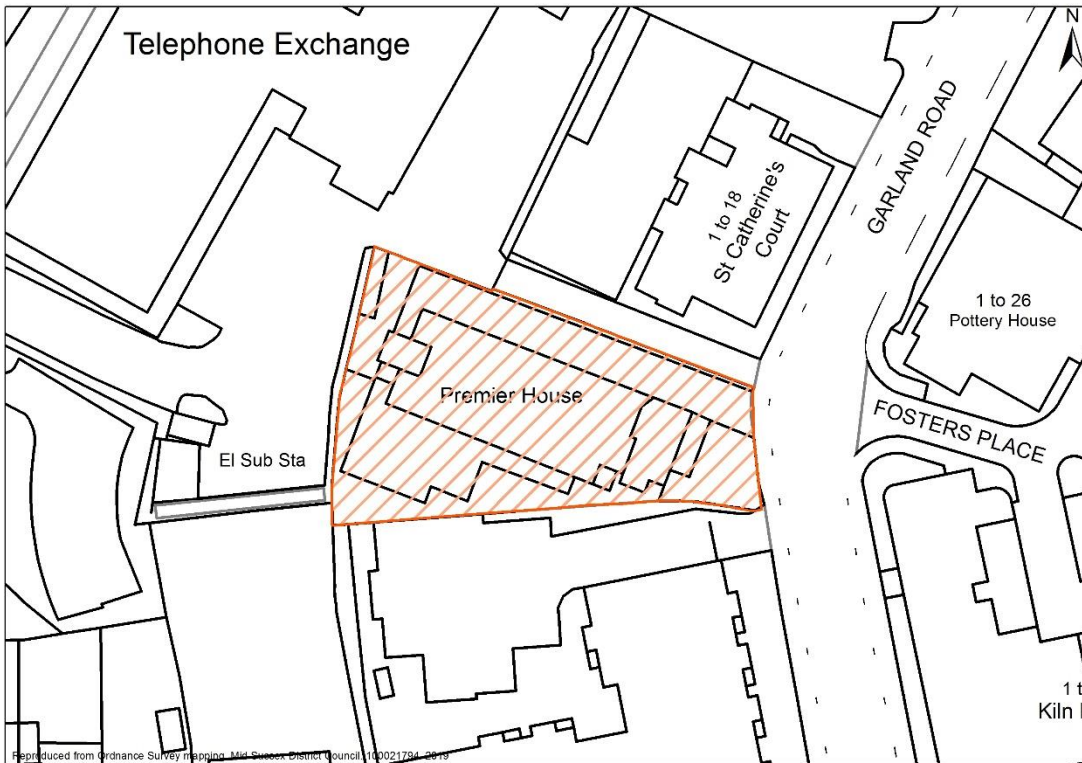 Telephone Exchange
N
GARLAND ROAD
1 to 18
St Catherine's
Court
1 to 26
Pottery House
Premier House
FOSTERS PLACE
El Sub Sta
1 t
Kiln
Reproduced from Ordnance Survey mapping. Mid Sussex District Council. 100021794. 2019